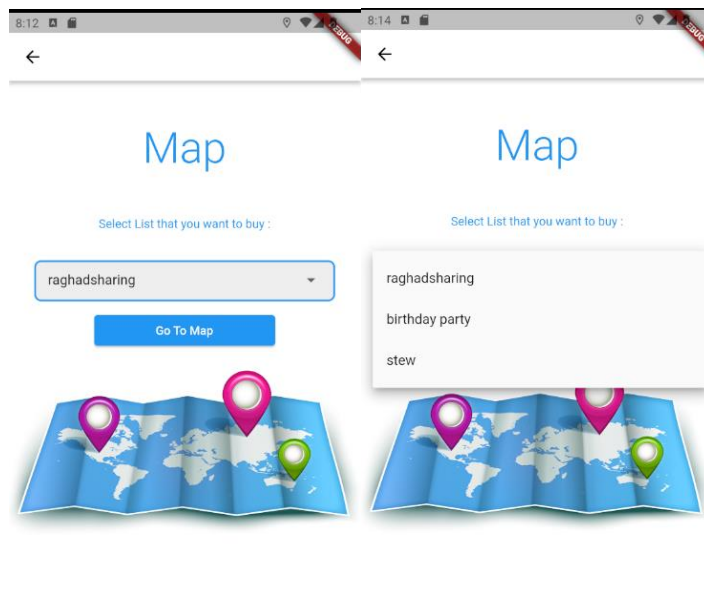 8:12
DEBUG
Map
Select List that you want to buy :
raghadsharing
Go To Map
8:14
DEBUG
Map
Select List that you want to buy :
raghadsharing
birthday party
stew